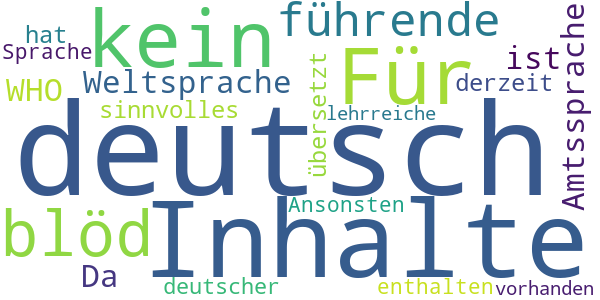 hat
kein
führende
Sprache
ist
WHO
Weltsprache
Für
derzeit
Amtssprache
sinnvolles
übersetzt
lehrreiche
deutsch
blöd
Inhalte
Ansonsten
Da
deutscher
enthalten
vorhanden